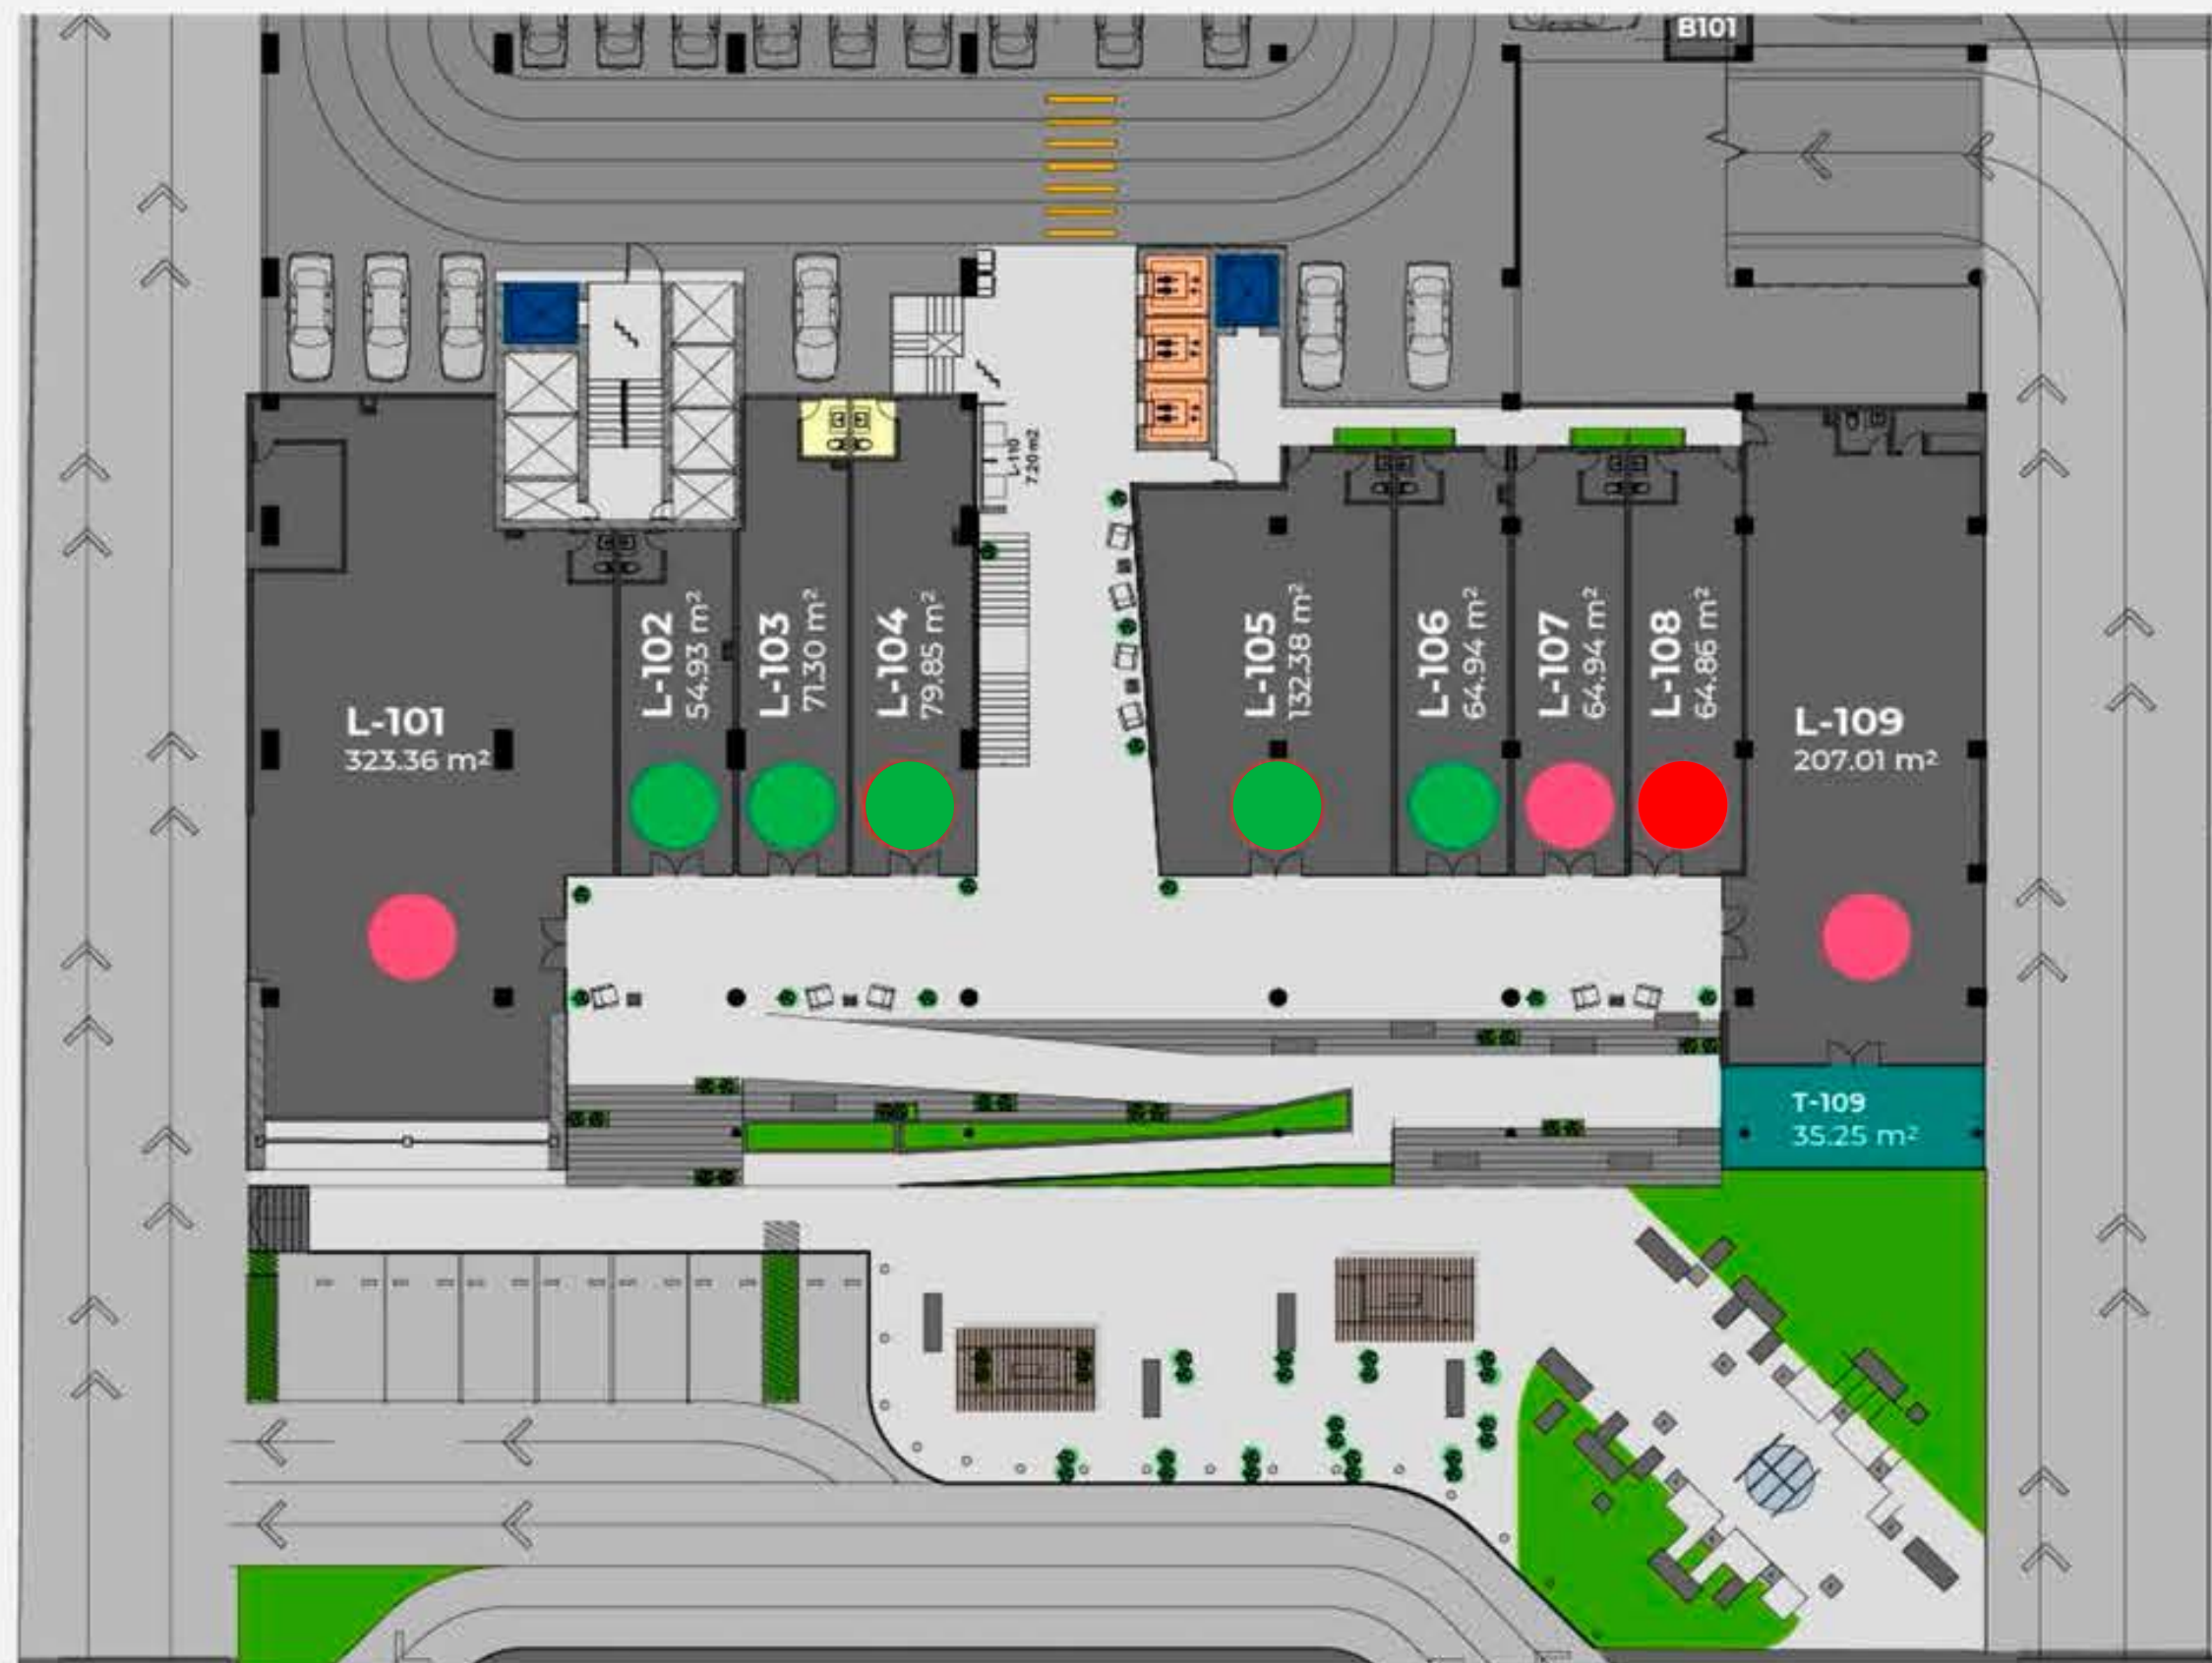 B101
L-110
7.20 m2
L-101
323.36 m²
L-102
54.93 m²
L-103
71.30 m²
L-104
79.85 m²
L-105
132.38 m²
L-106
64.94 m²
L-107
64.94 m²
L-108
64.86 m²
L-109
207.01 m²
T-109
35.25 m²